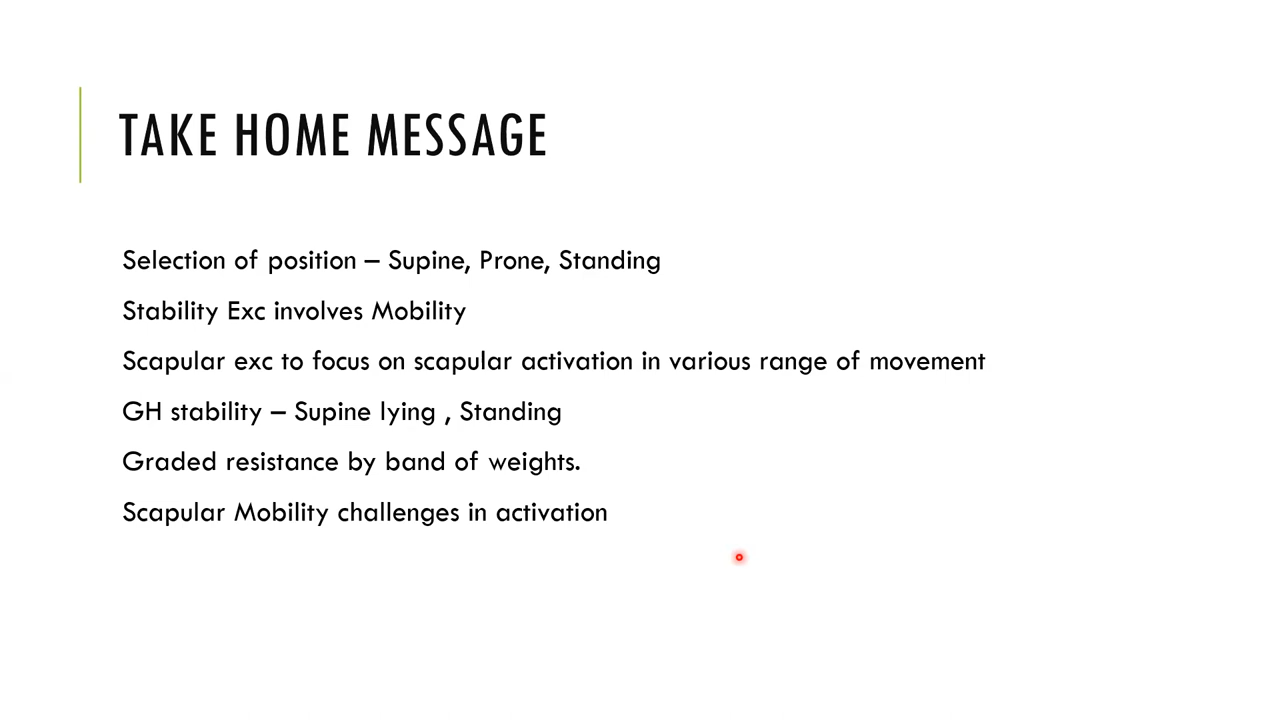 TAKE HOME MESSAGE
Selection of position – Supine, Prone, Standing
Stability Exc involves Mobility
Scapular exc to focus on scapular activation in various range of movement
GH stability – Supine lying , Standing
Graded resistance by band of weights.
Scapular Mobility challenges in activation